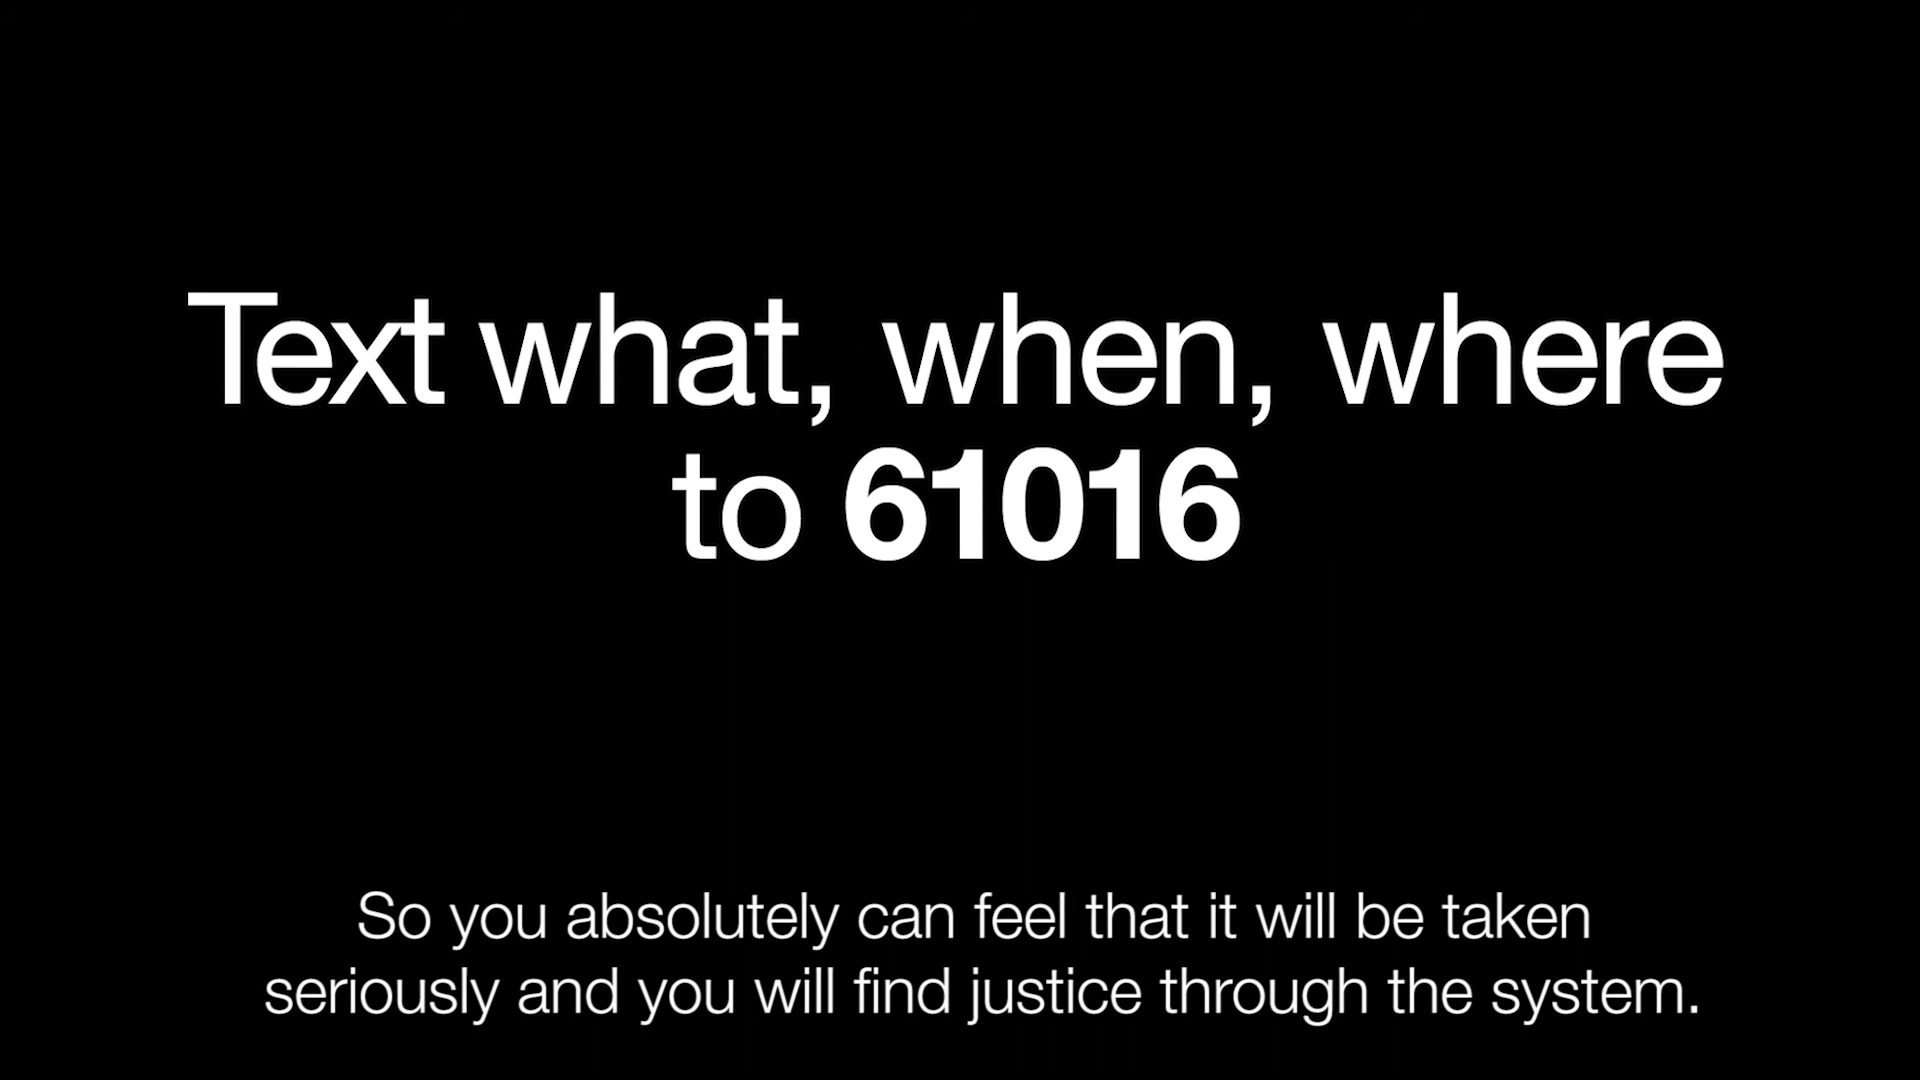 Text what, when, where
to 61016
So you absolutely can feel that it will be taken
seriously and you will find justice through the system.